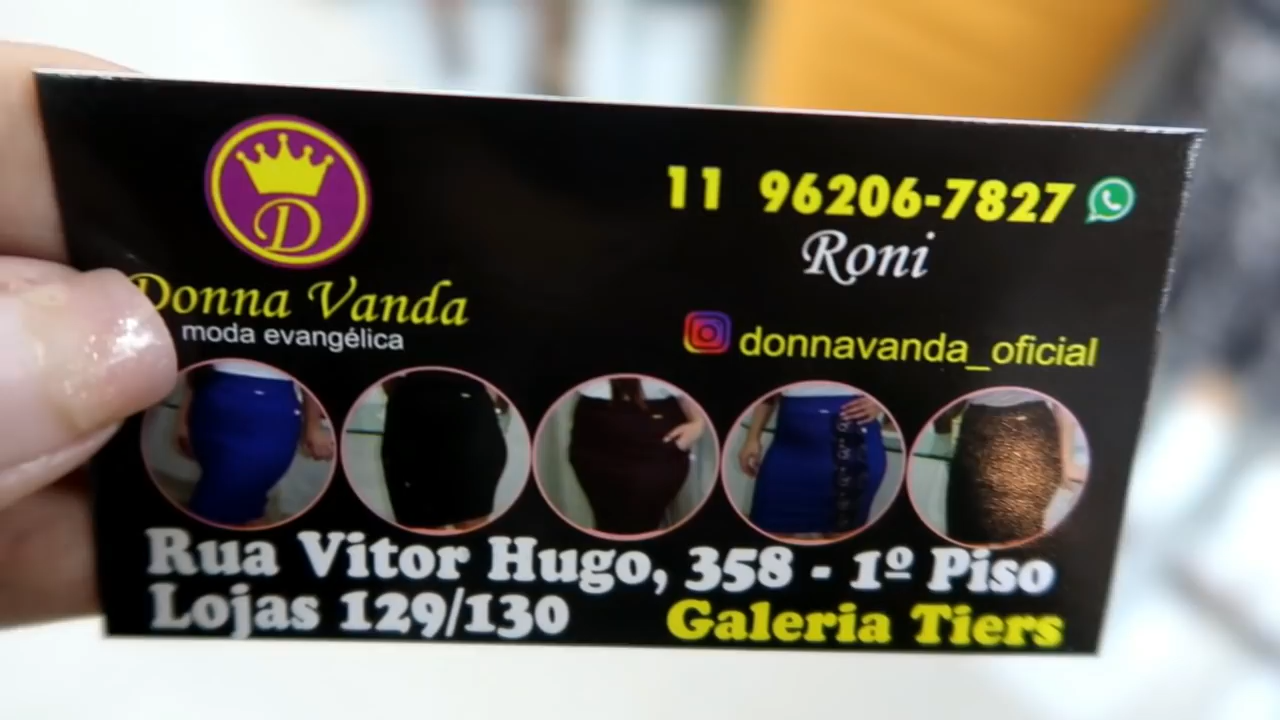 D
Donna Vanda
moda evangélica
11 96206-7827
Roni
donnavanda_oficial
Rua Vitor Hugo, 358 - 1º Piso
Lojas 129/130 Galeria Tiers